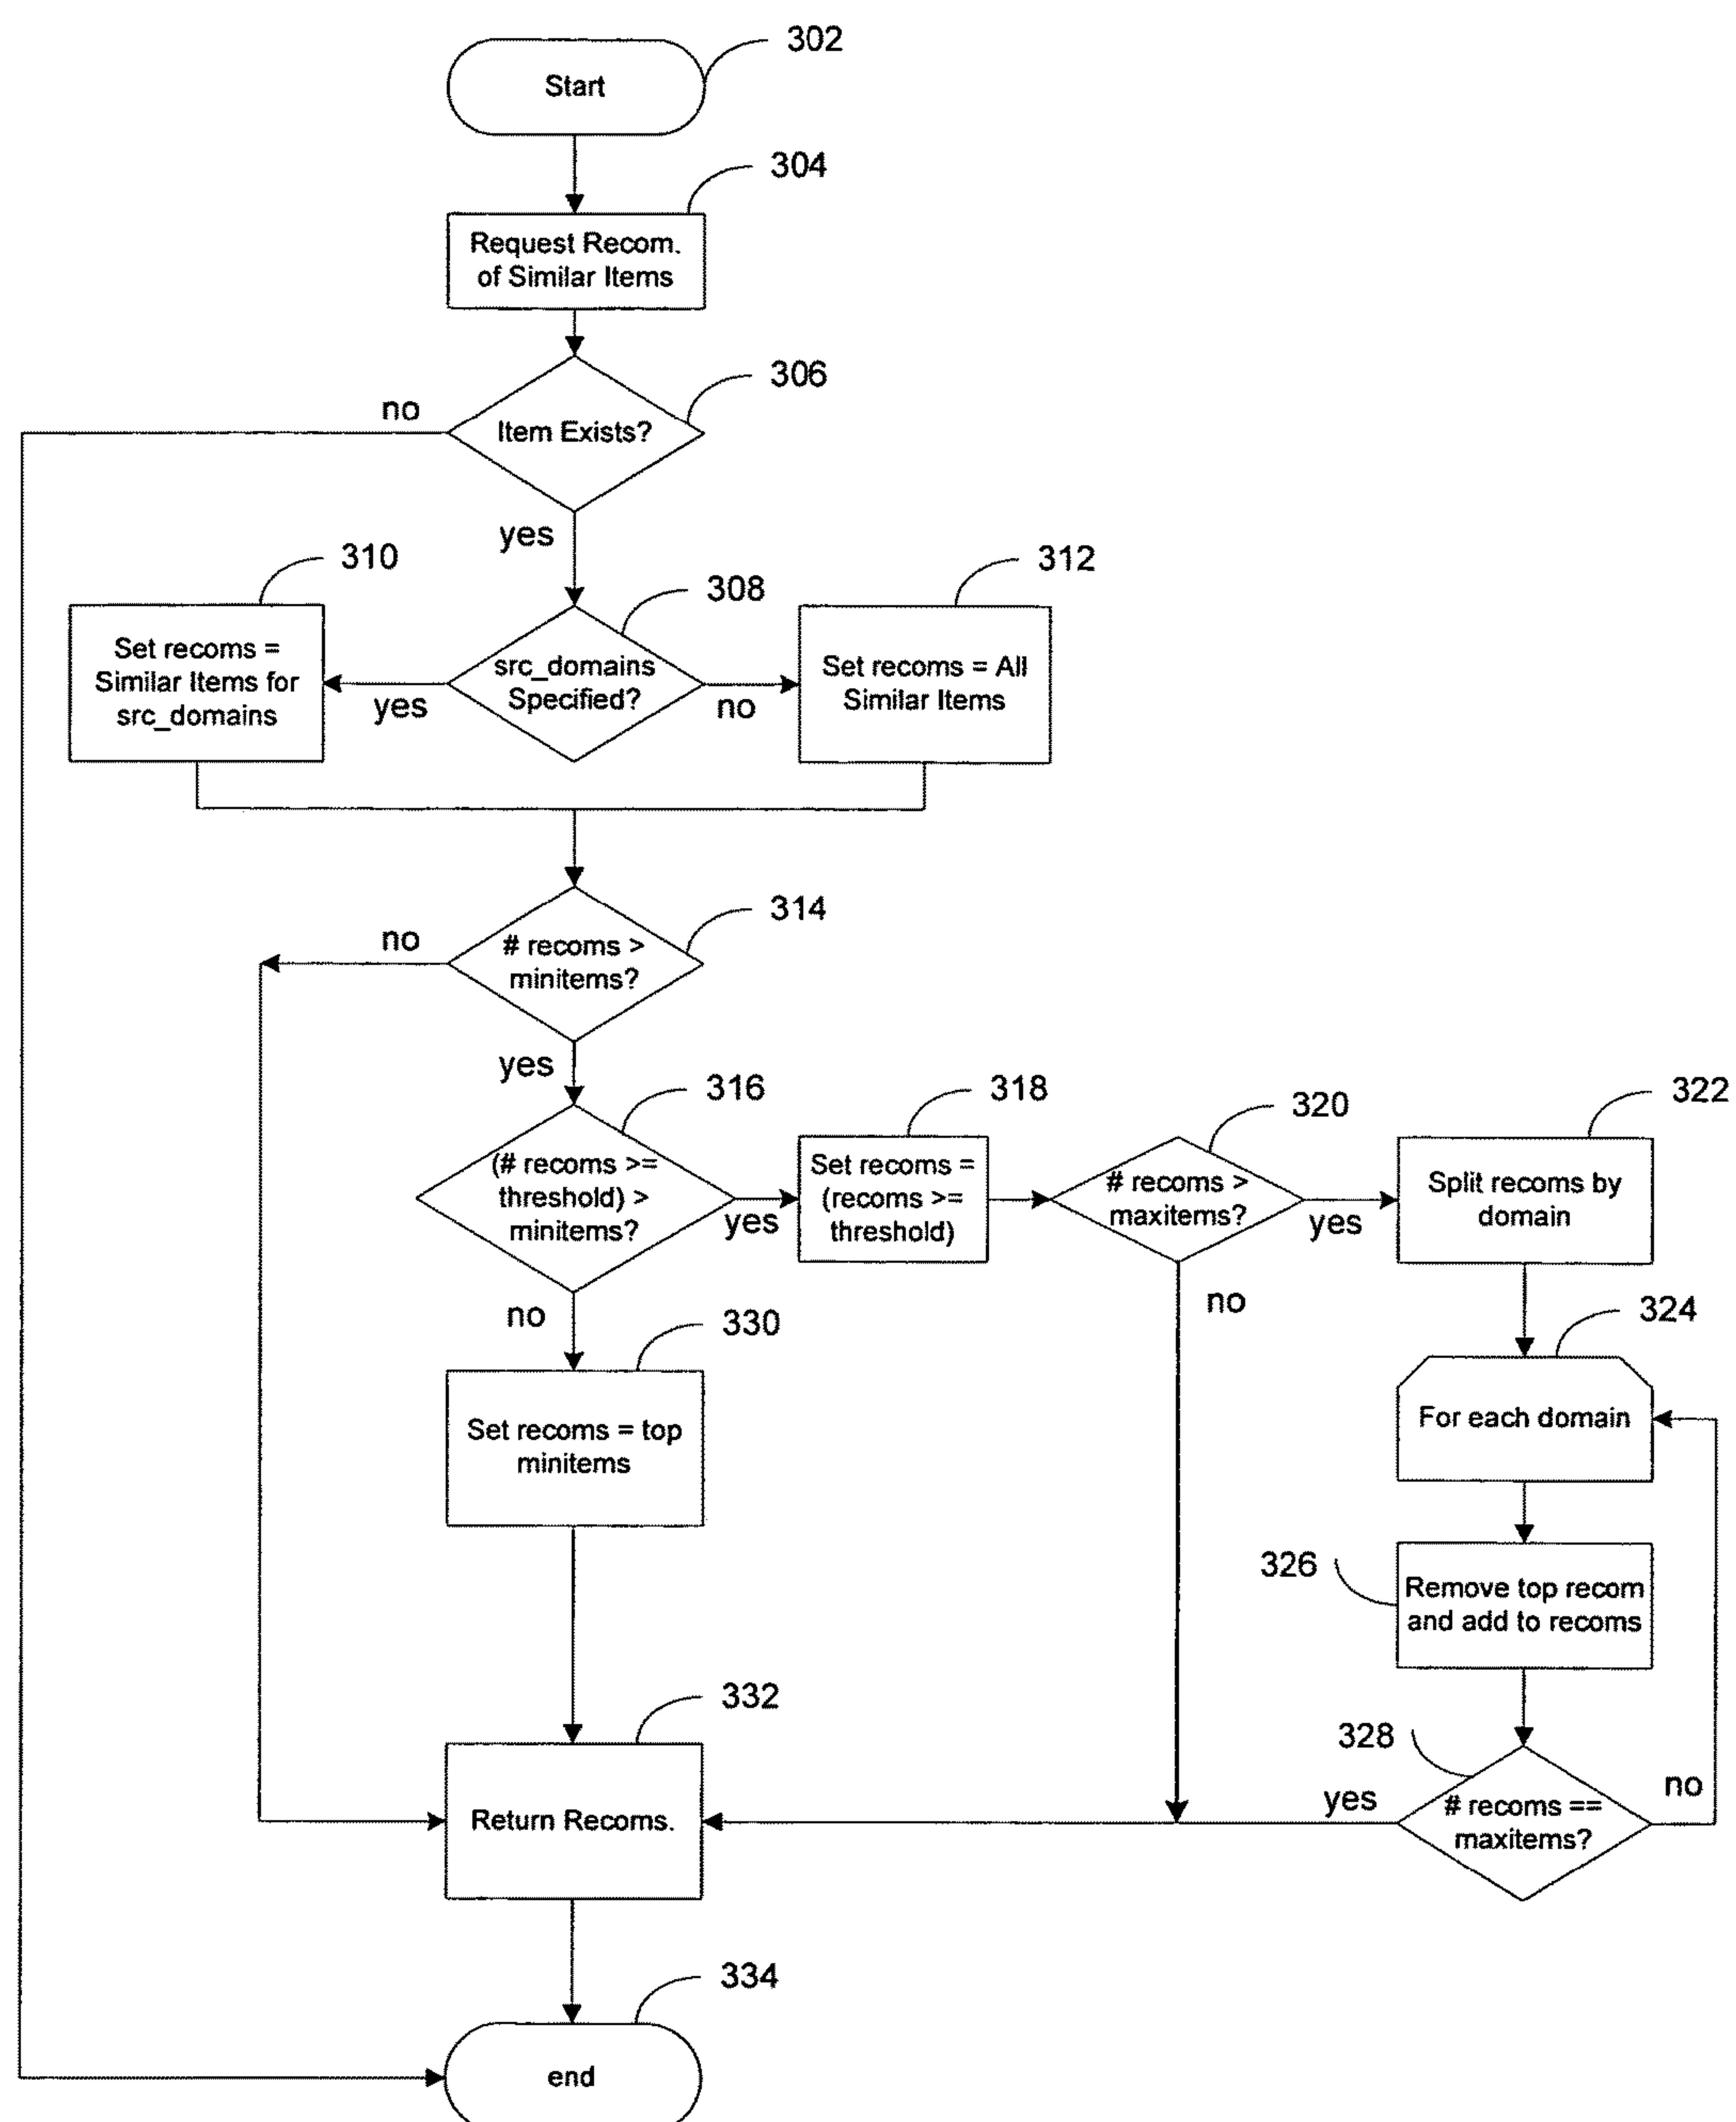 302
Start
304
Request Recom.
of Similar Items
306
no
Item Exists?
yes
310
308
312
Set recoms =
Similar Items for
src_domains
src_domains
Specified?
Set recoms = All
Similar Items
yes
no
314
no
# recoms >
minitems?
yes
316
318
320
322
(# recoms >=
threshold) >
minitems?
Set recoms =
(recoms >=
threshold)
# recoms >
maxitems?
Split recoms by
domain
yes
yes
no
no
324
330
For each domain
Set recoms = top
minitems
326
Remove top recom
and add to recoms
332
328
Return Recoms.
yes
# recoms ==
maxitems?
no
334
end